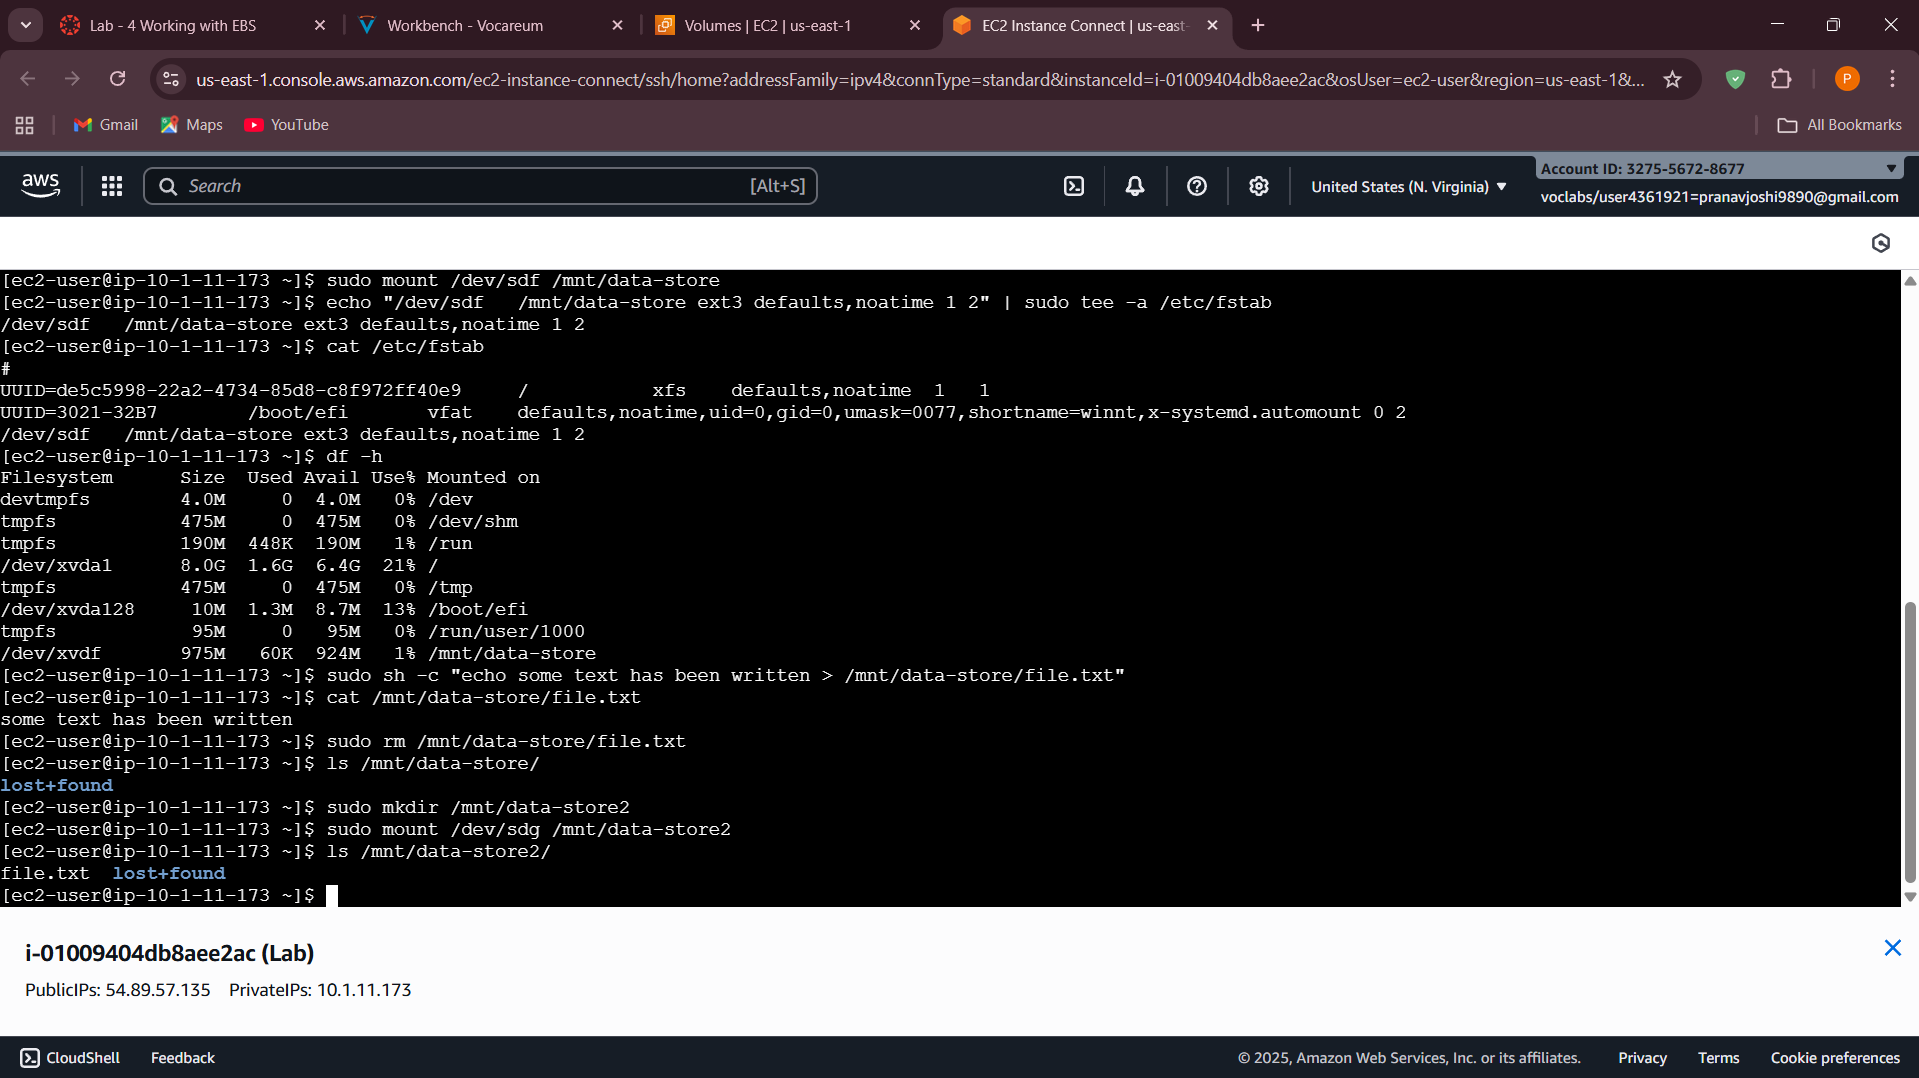 Lab - 4 Working with EBS
Workbench - Vocareum
Volumes | EC2 | us-east-1
EC2 Instance Connect | us-east-
us-east-1.console.aws.amazon.com/ec2-instance-connect/ssh/home?addressFamily=ipv4&connType=standard&instanceId=i-01009404db8aee2ac&osUser=ec2-user&region=us-east-1&...
P
Gmail
Maps
YouTube
All Bookmarks
aws
Search
[Alt+S]
United States (N. Virginia)
Account ID: 3275-5672-8677
voclabs/user4361921=pranavjoshi9890@gmail.com
[ec2-user@ip-10-1-11-173 ~]$ sudo mount /dev/sdf /mnt/data-store
[ec2-user@ip-10-1-11-173 ~]$ echo "/dev/sdf   /mnt/data-store ext3 defaults,noatime 1 2" | sudo tee -a /etc/fstab
/dev/sdf   /mnt/data-store ext3 defaults,noatime 1 2
[ec2-user@ip-10-1-11-173 ~]$ cat /etc/fstab
#
UUID=de5c5998-22a2-4734-85d8-c8f972ff40e9     /           xfs    defaults,noatime  1   1
UUID=3021-32B7        /boot/efi       vfat    defaults,noatime,uid=0,gid=0,umask=0077,shortname=winnt,x-systemd.automount 0 2
/dev/sdf   /mnt/data-store ext3 defaults,noatime 1 2
[ec2-user@ip-10-1-11-173 ~]$ df -h
Filesystem      Size  Used Avail Use% Mounted on
devtmpfs        4.0M     0  4.0M   0% /dev
tmpfs           475M     0  475M   0% /dev/shm
tmpfs           190M  448K  190M   1% /run
/dev/xvda1      8.0G  1.6G  6.4G  21% /
tmpfs           475M     0  475M   0% /tmp
/dev/xvda128     10M  1.3M  8.7M  13% /boot/efi
tmpfs            95M     0   95M   0% /run/user/1000
/dev/xvdf       975M   60K  924M   1% /mnt/data-store
[ec2-user@ip-10-1-11-173 ~]$ sudo sh -c "echo some text has been written > /mnt/data-store/file.txt"
[ec2-user@ip-10-1-11-173 ~]$ cat /mnt/data-store/file.txt
some text has been written
[ec2-user@ip-10-1-11-173 ~]$ sudo rm /mnt/data-store/file.txt
[ec2-user@ip-10-1-11-173 ~]$ ls /mnt/data-store/
lost+found
[ec2-user@ip-10-1-11-173 ~]$ sudo mkdir /mnt/data-store2
[ec2-user@ip-10-1-11-173 ~]$ sudo mount /dev/sdg /mnt/data-store2
[ec2-user@ip-10-1-11-173 ~]$ ls /mnt/data-store2/
file.txt  lost+found
[ec2-user@ip-10-1-11-173 ~]$
i-01009404db8aee2ac (Lab)
PublicIPs: 54.89.57.135 PrivateIPs: 10.1.11.173
CloudShell
Feedback
© 2025, Amazon Web Services, Inc. or its affiliates.
Privacy
Terms
Cookie preferences